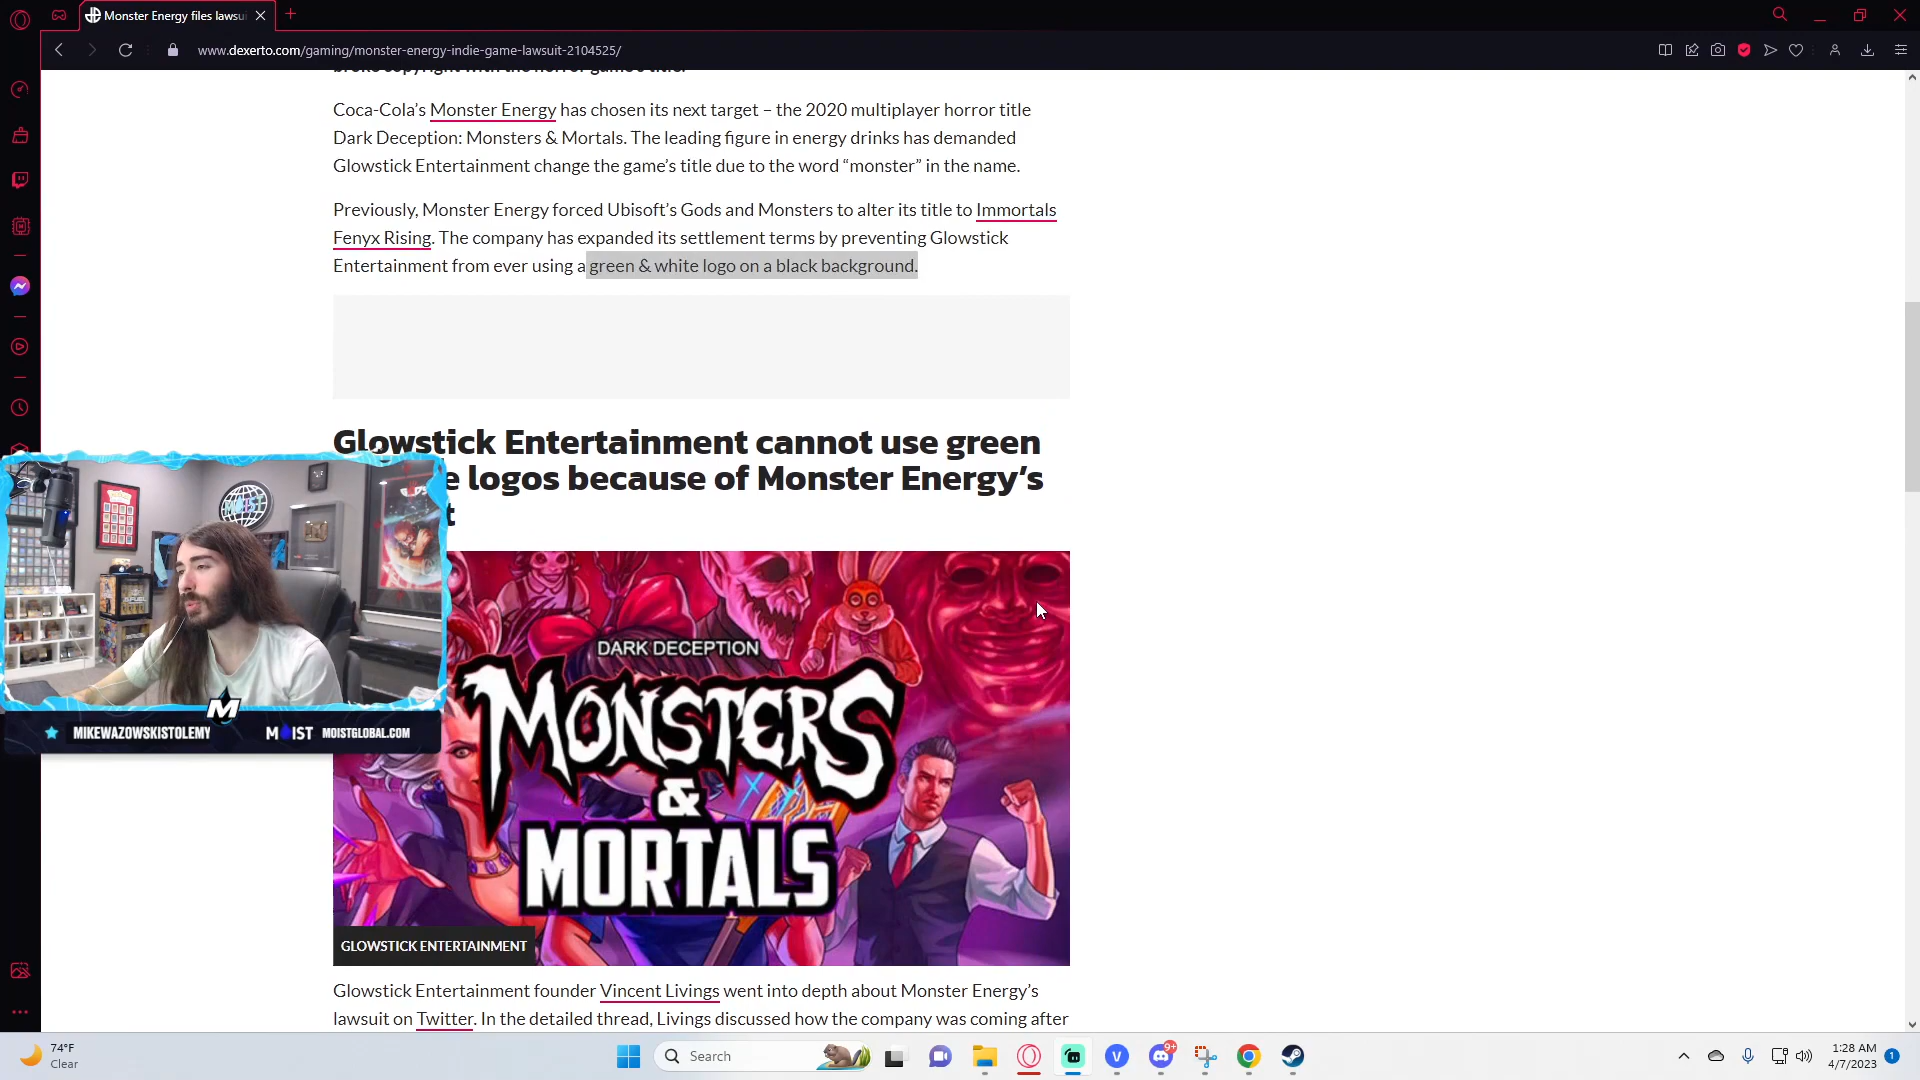 Monster Energy files lawsu
www.dexerto.com/gaming/monster-energy-indie-game-lawsuit-2104525/
Coca-Cola’s Monster Energy has chosen its next target – the 2020 multiplayer horror title
Dark Deception: Monsters & Mortals. The leading figure in energy drinks has demanded
Glowstick Entertainment change the game’s title due to the word “monster” in the name.
Previously, Monster Energy forced Ubisoft’s Gods and Monsters to alter its title to Immortals
Fenyx Rising. The company has expanded its settlement terms by preventing Glowstick
Entertainment from ever using a green & white logo on a black background.
Glowstick Entertainment cannot use green
logos because of Monster Energy’s
DARK DECEPTION
MONSTERS
&
MORTALS
GLOWSTICK ENTERTAINMENT
M
MIKEWAZOWSKISTOLEMY
MOIST
MOISTGLOBAL.COM
Glowstick Entertainment founder Vincent Livings went into depth about Monster Energy’s
lawsuit on Twitter. In the detailed thread, Livings discussed how the company was coming after
74°F
Clear
Search
V
9+
1:28 AM
4/7/2023
1